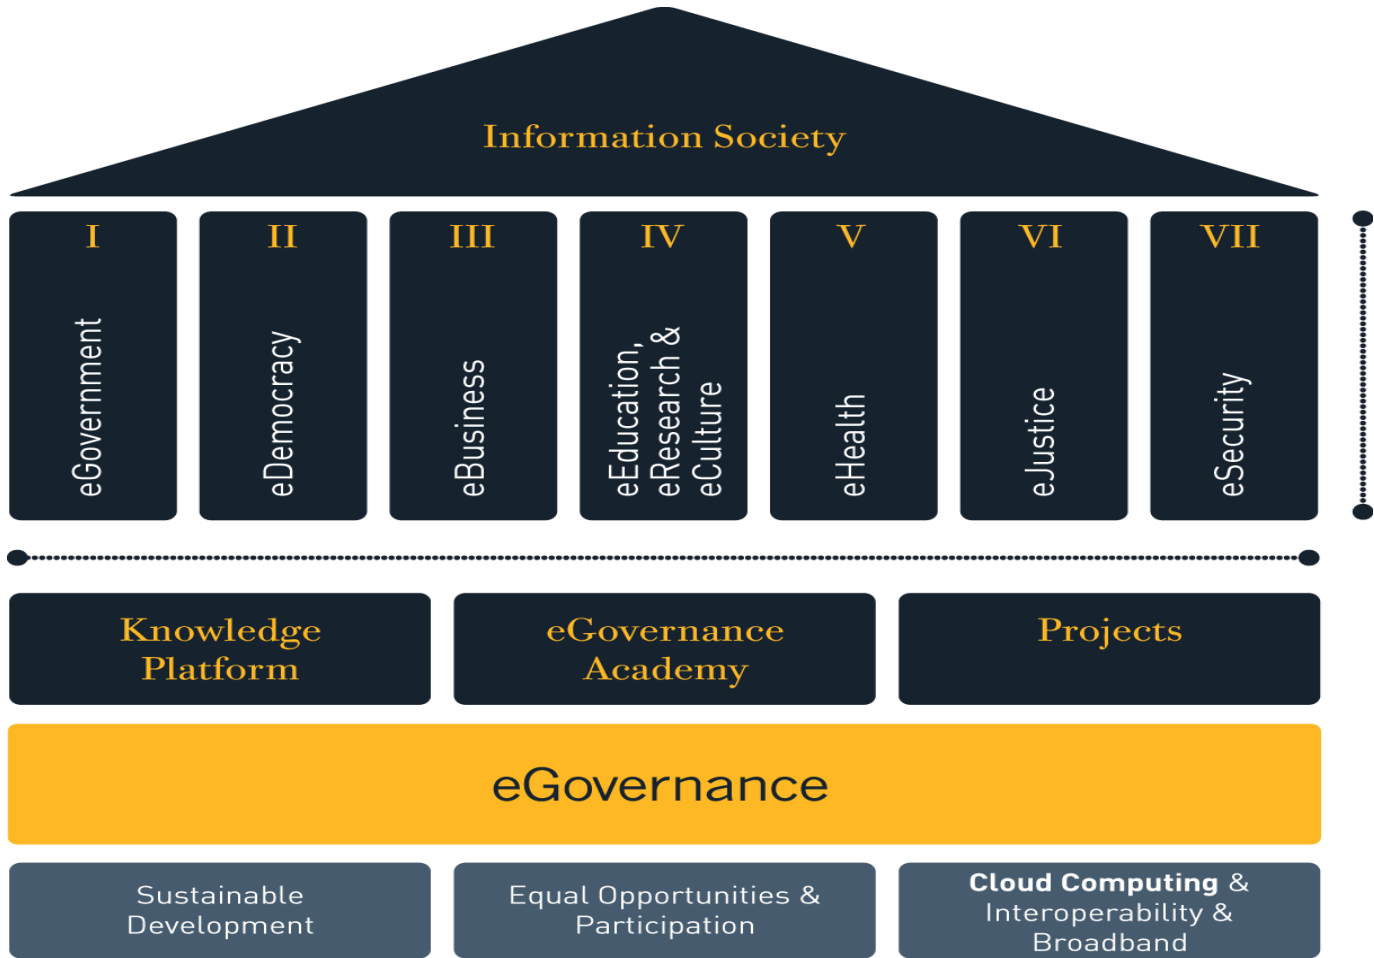 Information Society
I
II
III
IV
V
VI
VII
eGovernment
eDemocracy
eBusiness
eEducation,
eResearch &
eCulture
eHealth
eJustice
eSecurity
Knowledge
Platform
eGovernance
Academy
Projects
eGovernance
Sustainable
Development
Equal Opportunities &
Participation
Cloud Computing &
Interoperability &
Broadband